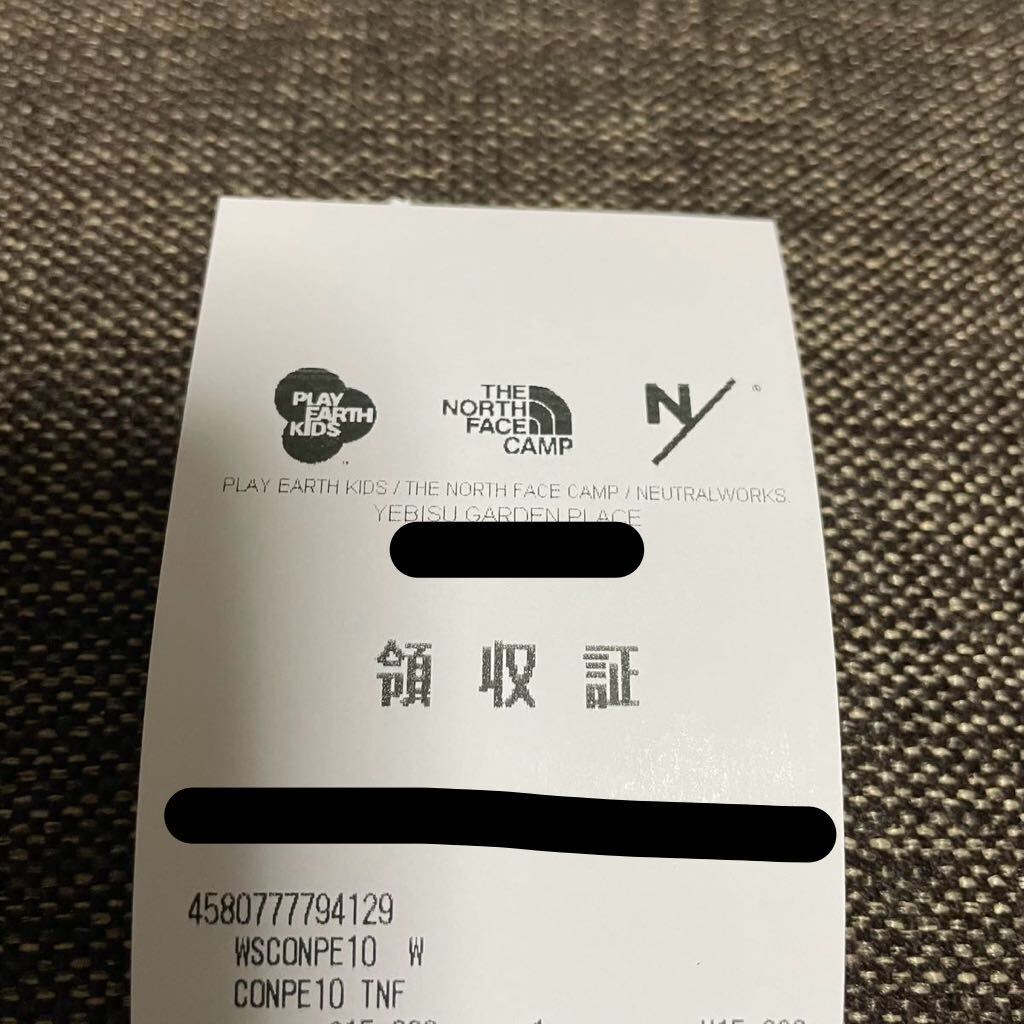 PLAY
EARTH
KIDS
THE
NORTH
FACE
CAMP
N/
PLAY EARTH KIDS / THE NORTH FACE CAMP / NEUTRALWORKS.
YEBISU GARDEN PLACE
領 収 証
4580777794129
WSCONPE10 W
CONPE10 TNF